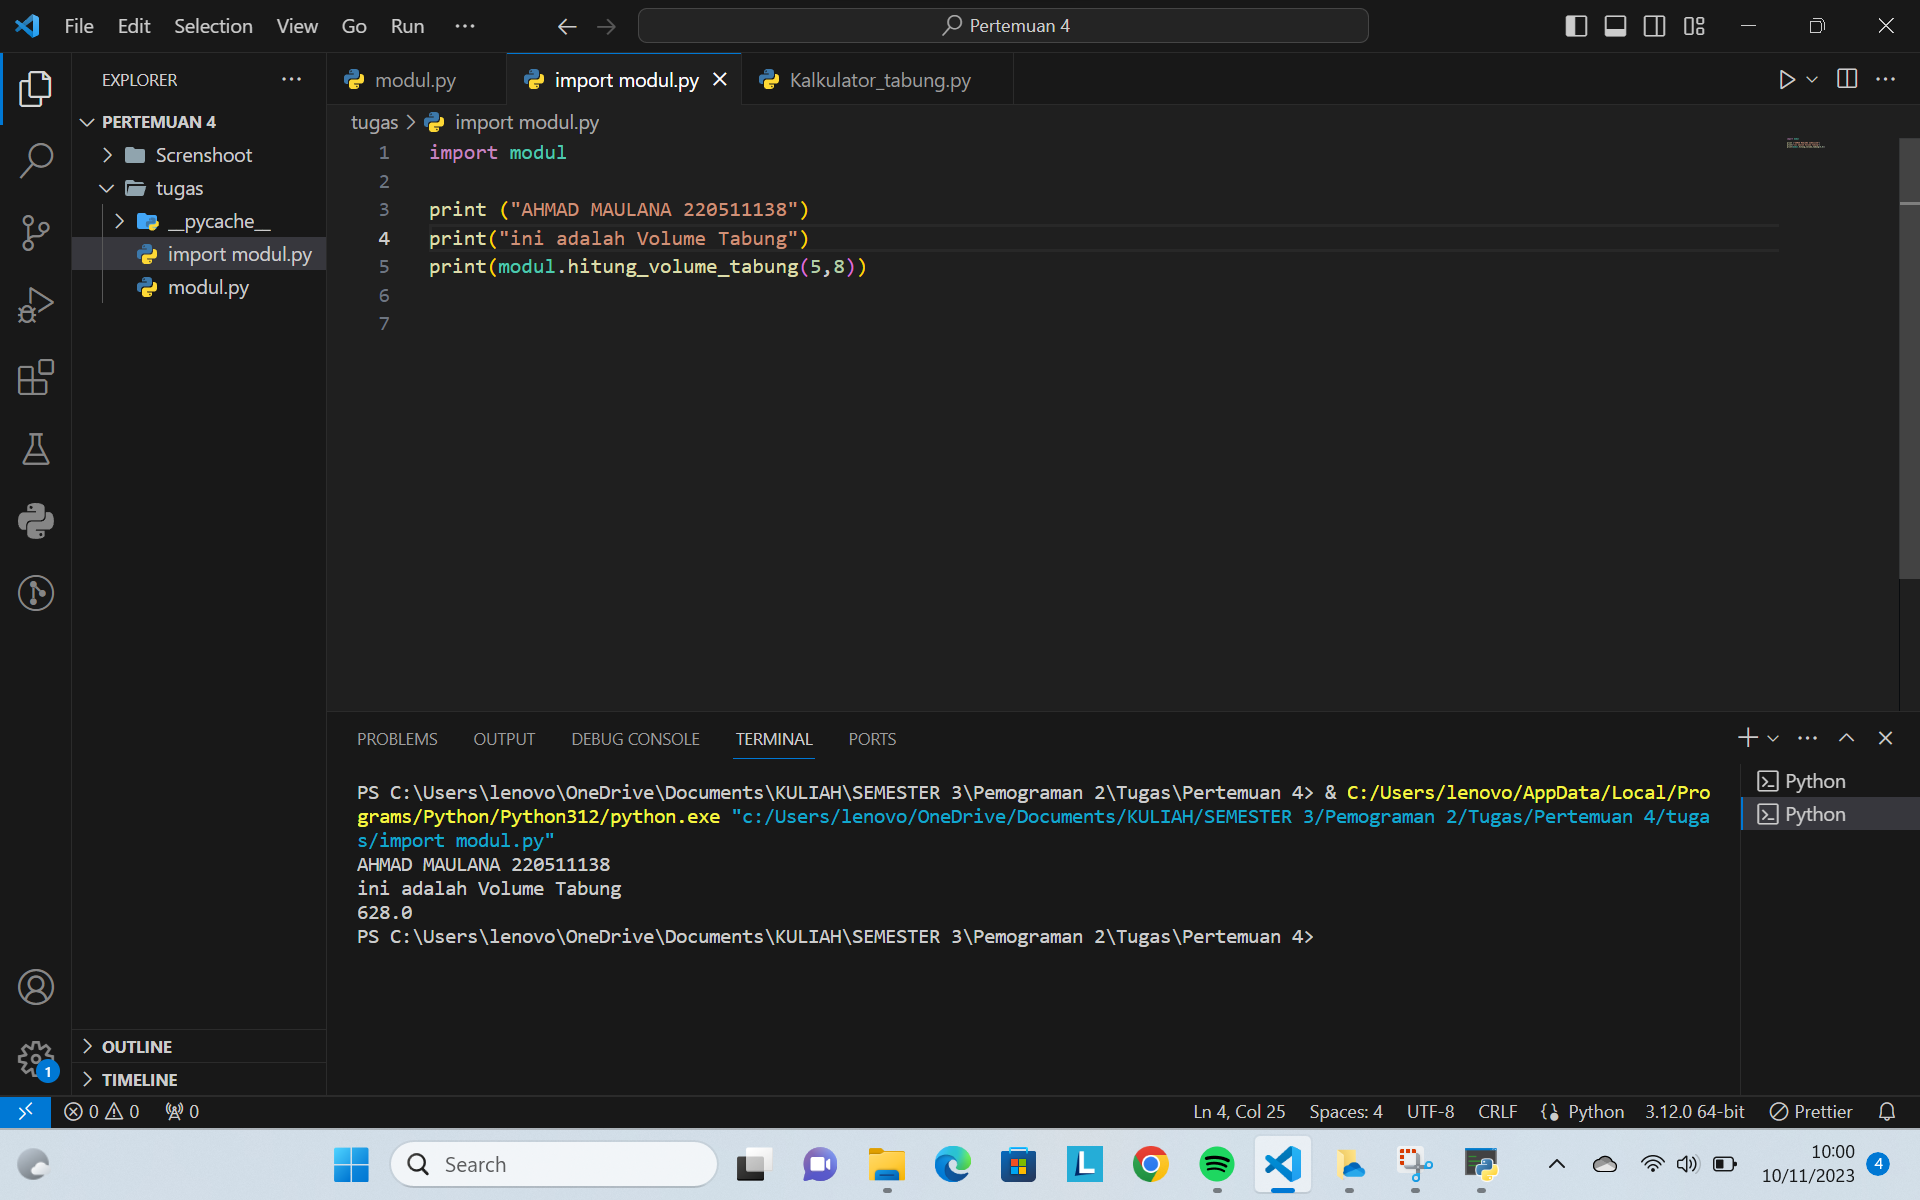 File Edit Selection View Go Run ··· Pertemuan 4
EXPLORER
PERTEMUAN 4
Screnshoot
tugas
__pycache__
import modul.py
modul.py
OUTLINE
TIMELINE
modul.py import modul.py Kalkulator_tabung.py
tugas > import modul.py
1 import modul
2
3 print ("AHMAD MAULANA 220511138")
4 print("ini adalah Volume Tabung")
5 print(modul.hitung_volume_tabung(5,8))
6
7
PROBLEMS OUTPUT DEBUG CONSOLE TERMINAL PORTS
PS C:\Users\lenovo\OneDrive\Documents\KULIAH\SEMESTER 3\Pemograman 2\Tugas\Pertemuan 4> & C:/Users/lenovo/AppData/Local/Pro
grams/Python/Python312/python.exe "c:/Users/lenovo/OneDrive/Documents/KULIAH/SEMESTER 3/Pemograman 2/Tugas/Pertemuan 4/tuga
s/import modul.py"
AHMAD MAULANA 220511138
ini adalah Volume Tabung
628.0
PS C:\Users\lenovo\OneDrive\Documents\KULIAH\SEMESTER 3\Pemograman 2\Tugas\Pertemuan 4>
Python
Python
1
0 0 0 Ln 4, Col 25 Spaces: 4 UTF-8 CRLF {} Python 3.12.0 64-bit Prettier
Search L 10:00
10/11/2023 4